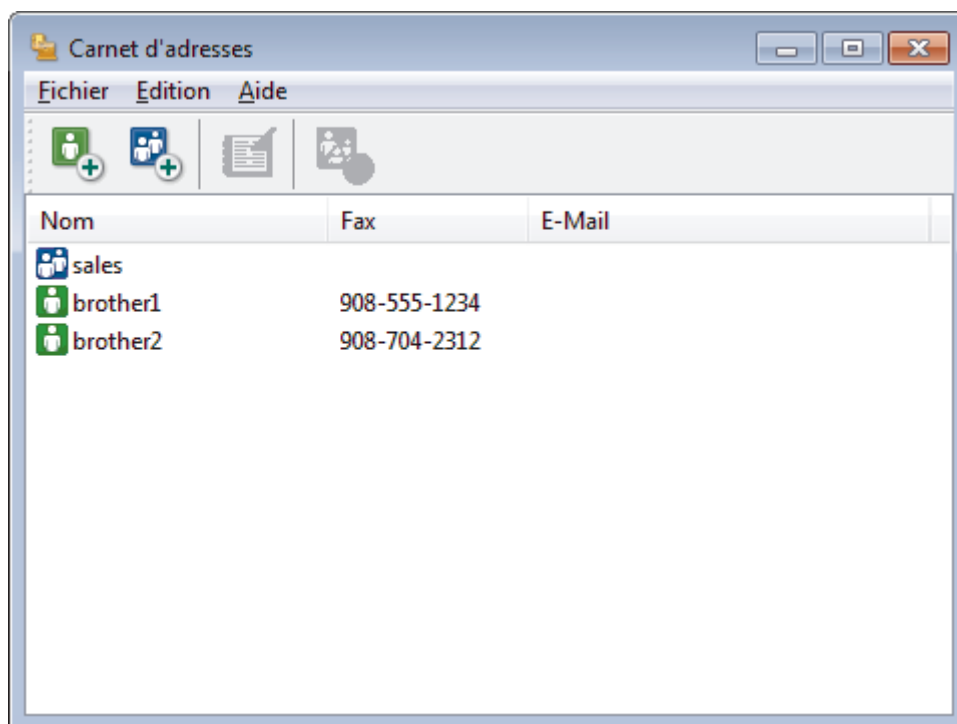 Carnet d'adresses
Fichier Edition Aide
Nom Fax E-Mail
sales
brother1 908-555-1234
brother2 908-704-2312